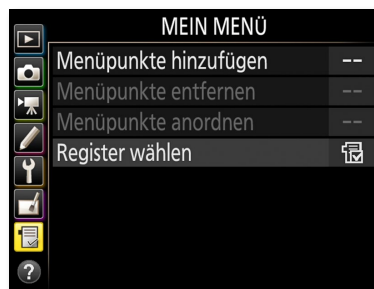 MEIN MENÜ
Menüpunkte hinzufügen --
Menüpunkte entfernen --
Menüpunkte anordnen --
Register wählen
?